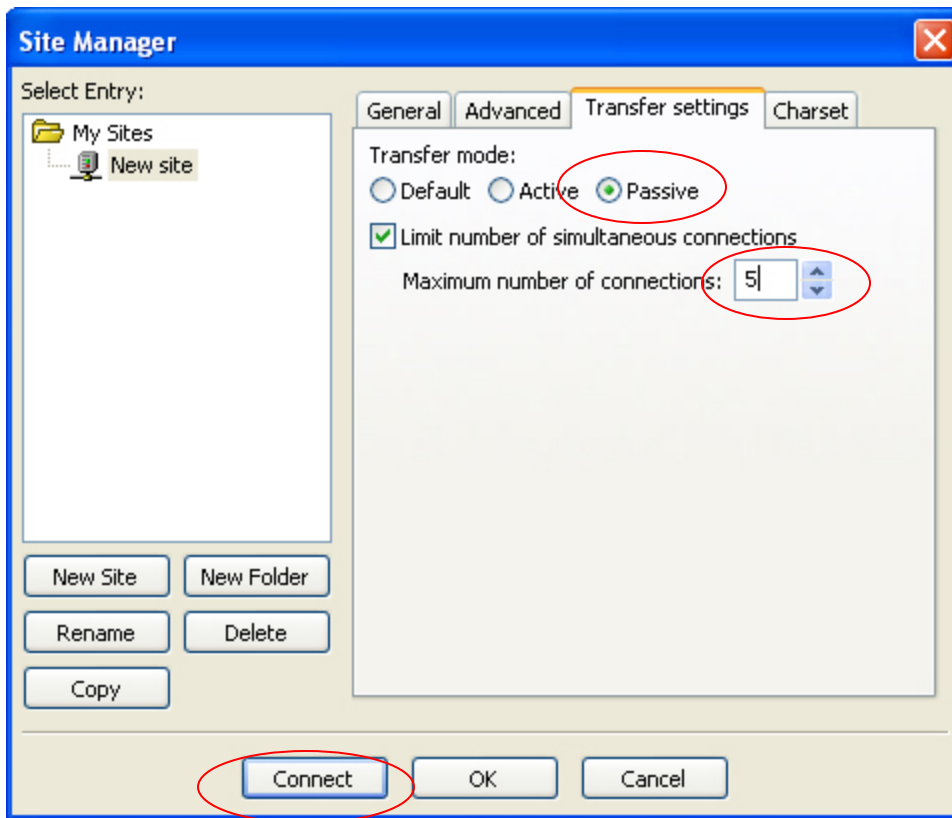 Site Manager
Select Entry:
My Sites
New site
General Advanced Transfer settings Charset
Transfer mode:
Default Active Passive
Limit number of simultaneous connections
Maximum number of connections: 5
New Site New Folder
Rename Delete
Copy
Connect OK Cancel